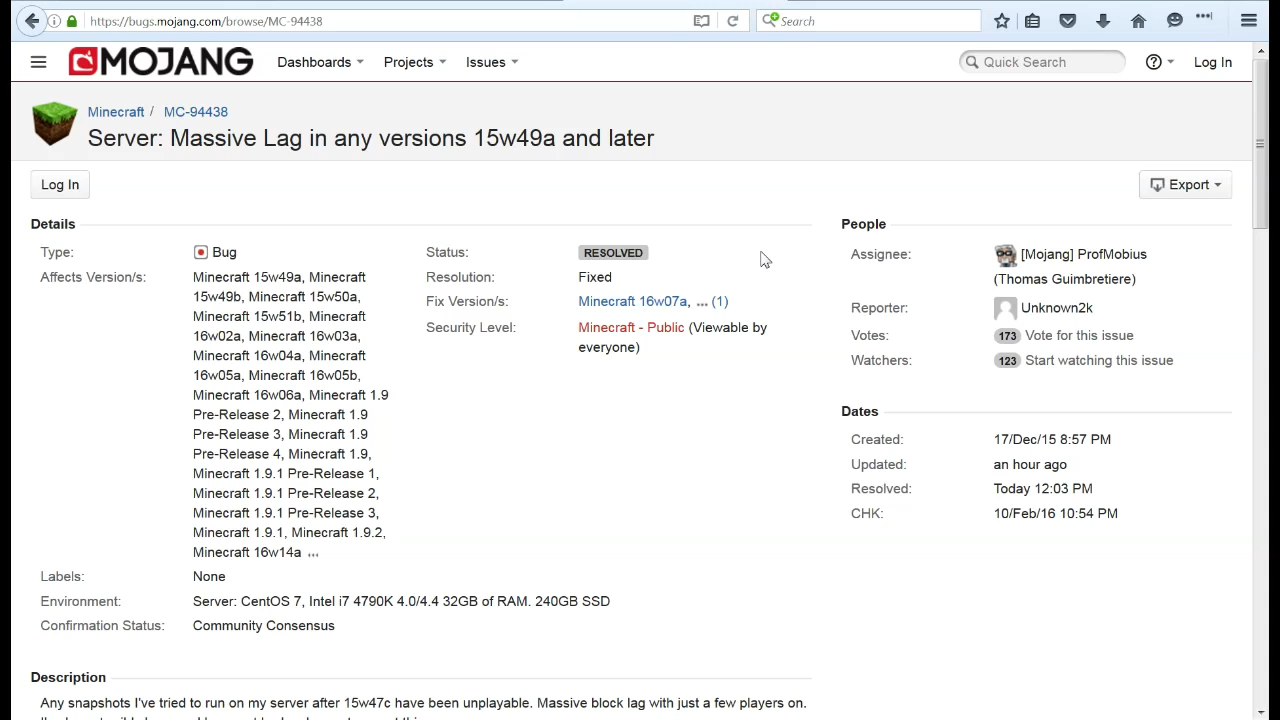 https://bugs.mojang.com/browse/MC-94438
Search
MOJANG
Dashboards
Projects
Issues
Quick Search
Log In
Minecraft / MC-94438
Server: Massive Lag in any versions 15w49a and later
Log In
Export
Details
Type: Bug
Affects Version/s: Minecraft 15w49a, Minecraft
15w49b, Minecraft 15w50a,
Minecraft 15w51b, Minecraft
16w02a, Minecraft 16w03a,
Minecraft 16w04a, Minecraft
16w05a, Minecraft 16w05b,
Minecraft 16w06a, Minecraft 1.9
Pre-Release 2, Minecraft 1.9
Pre-Release 3, Minecraft 1.9
Pre-Release 4, Minecraft 1.9,
Minecraft 1.9.1 Pre-Release 1,
Minecraft 1.9.1 Pre-Release 2,
Minecraft 1.9.1 Pre-Release 3,
Minecraft 1.9.1, Minecraft 1.9.2,
Minecraft 16w14a ...
Status: RESOLVED
Resolution: Fixed
Fix Version/s: Minecraft 16w07a, ... (1)
Security Level: Minecraft - Public (Viewable by
everyone)
Labels: None
Environment: Server: CentOS 7, Intel i7 4790K 4.0/4.4 32GB of RAM. 240GB SSD
Confirmation Status: Community Consensus
People
Assignee: [Mojang] ProfMobius
(Thomas Guimbretiere)
Reporter: Unknown2k
Votes: 173 Vote for this issue
Watchers: 123 Start watching this issue
Dates
Created: 17/Dec/15 8:57 PM
Updated: an hour ago
Resolved: Today 12:03 PM
CHK: 10/Feb/16 10:54 PM
Description
Any snapshots I've tried to run on my server after 15w47c have been unplayable. Massive block lag with just a few players on.